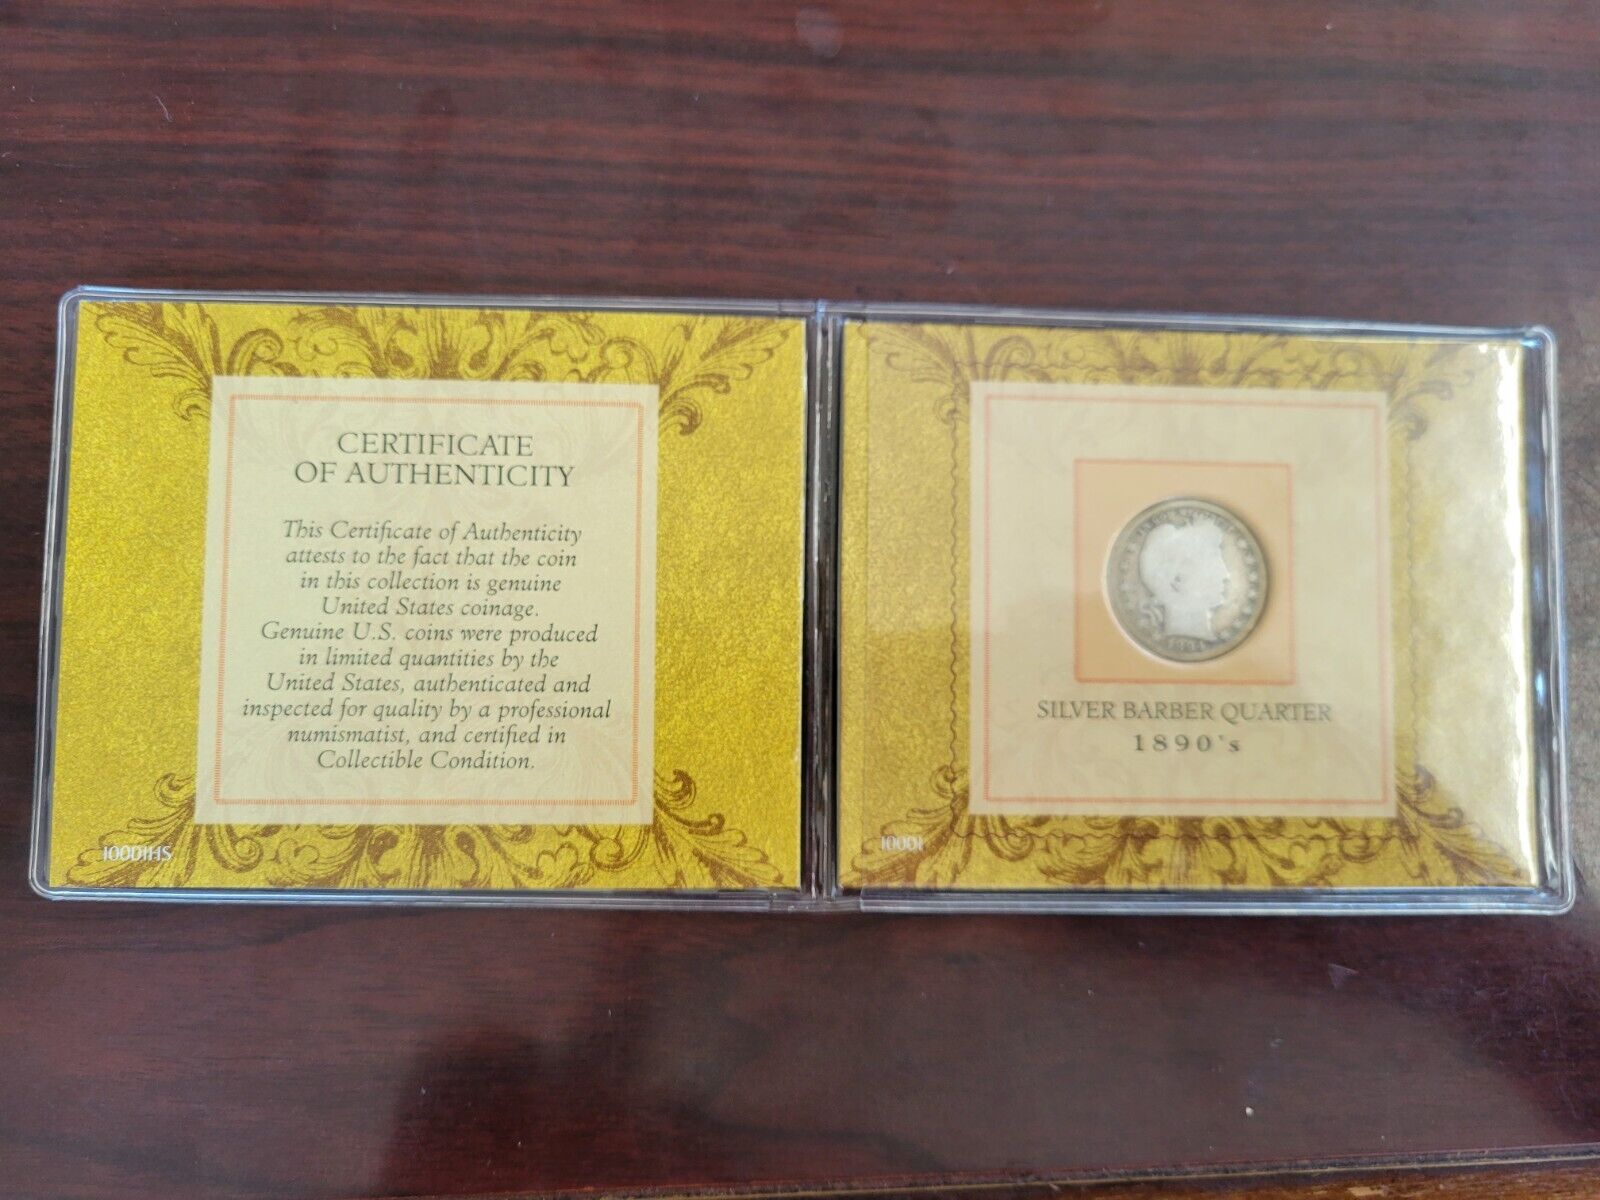 CERTIFICATE
OF AUTHENTICITY
This Certificate of Authenticity
attests to the fact that the coin
in this collection is genuine
United States coinage.
Genuine U.S. coins were produced
in limited quantities by the
United States, authenticated and
inspected for quality by a professional
numismatist, and certified in
Collectible Condition.
10001HS
SILVER BARBER QUARTER
1890's
10001